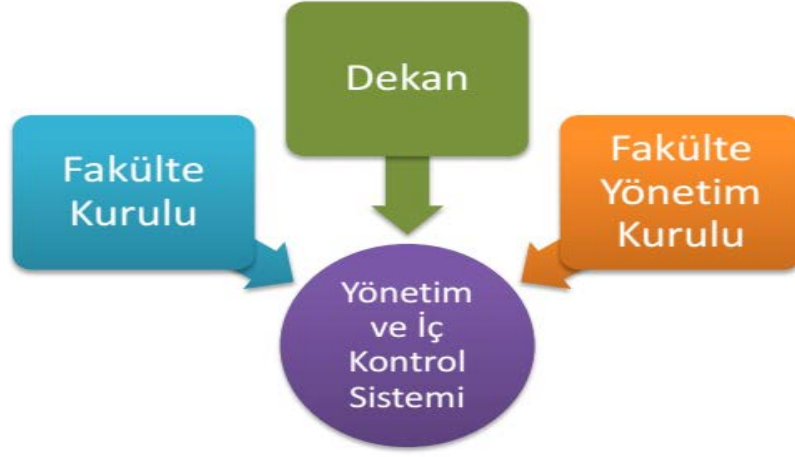 Dekan
Fakülte
Kurulu
Fakülte
Yönetim
Kurulu
Yönetim
ve İç
Kontrol
Sistemi